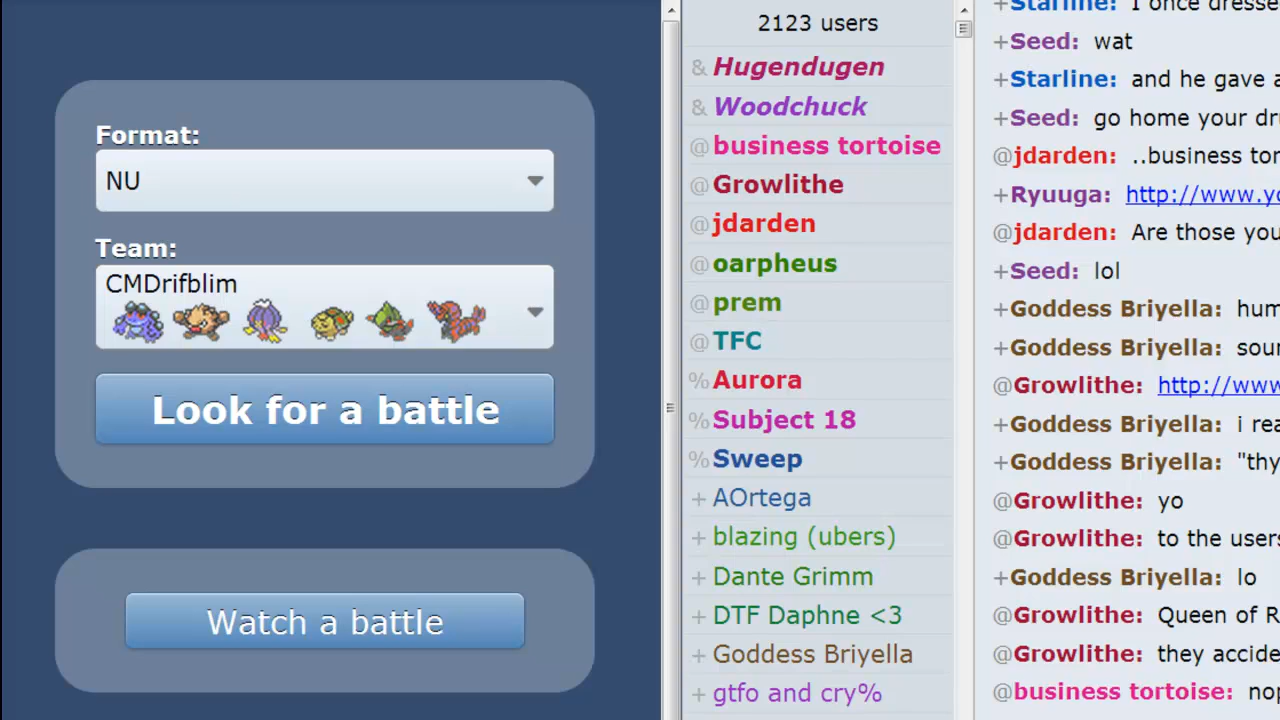 Format:
NU
Team:
CMDrifblim
Look for a battle
Watch a battle
2123 users
& Hugendugen
& Woodchuck
@ business tortoise
@ Growlithe
@ jdarden
@ oarpheus
@ prem
@ TFC
% Aurora
% Subject 18
% Sweep
+ AOrtega
+ blazing (ubers)
+ Dante Grimm
+ DTF Daphne <3
+ Goddess Briyella
+ gtfo and cry%
+Starline: I once dresse
+Seed: wat
+Starline: and he gave a
+Seed: go home your dru
@jdarden: ..business tor
+Ryuuga: http://www.yo
@jdarden: Are those you
+Seed: lol
+Goddess Briyella: hum
+Goddess Briyella: sour
@Growlithe: http://www
+Goddess Briyella: i rea
+Goddess Briyella: "thy
@Growlithe: yo
@Growlithe: to the users
+Goddess Briyella: lo
@Growlithe: Queen of R
@Growlithe: they accide
@business tortoise: nop